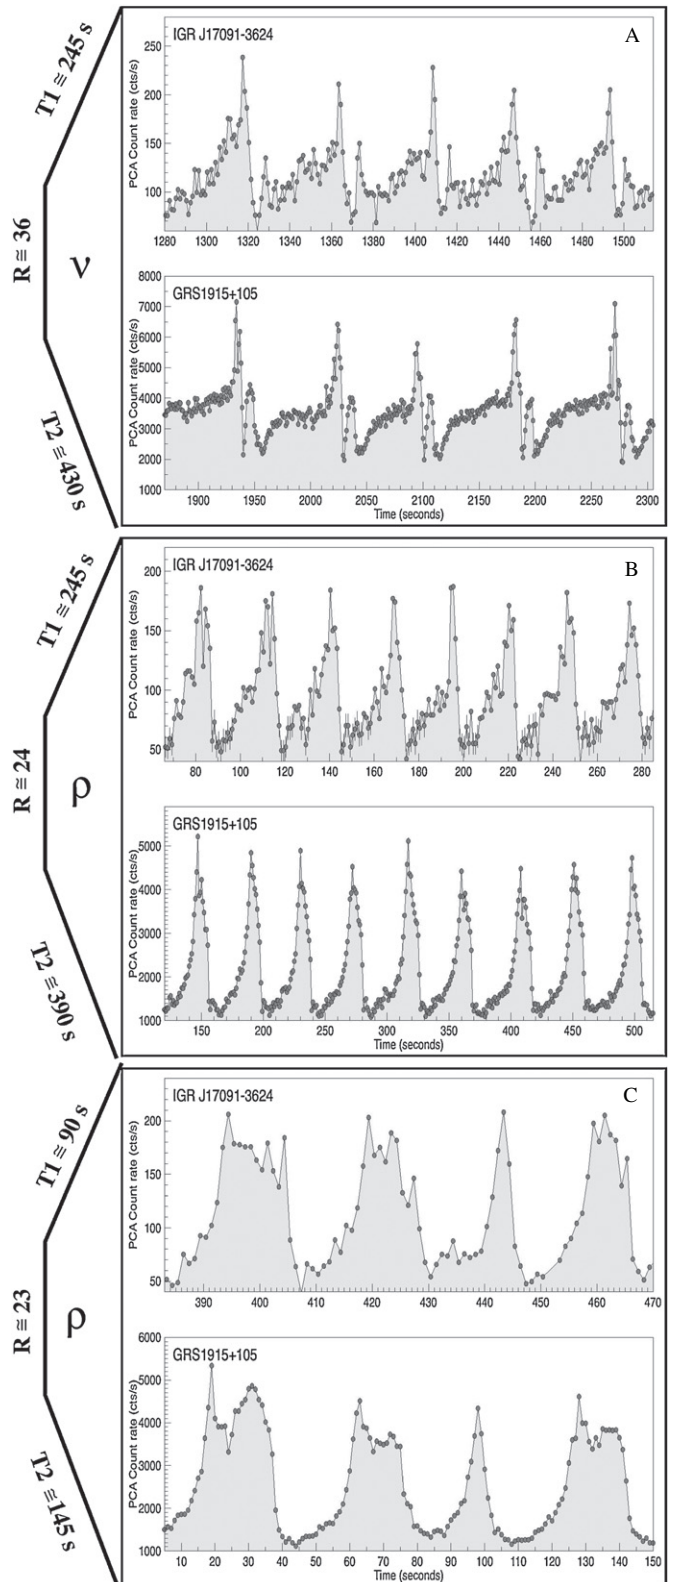 T1 ≅ 245 s
R ≅ 36
ν
T2 ≅ 430 s
IGR J17091-3624
A
PCA Count rate (cts/s)
250
200
150
100
1280 1300 1320 1340 1360 1380 1400 1420 1440 1460 1480 1500
GRS1915+105
PCA Count rate (cts/s)
8000
7000
6000
5000
4000
3000
2000
1000
1900 1950 2000 2050 2100 2150 2200 2250 2300
Time (seconds)
T1 ≅ 245 s
R ≅ 24
ρ
T2 ≅ 390 s
IGR J17091-3624
B
PCA Count rate (cts/s)
200
150
100
50
80 100 120 140 160 180 200 220 240 260 280
GRS1915+105
PCA Count rate (cts/s)
5000
4000
3000
2000
1000
150 200 250 300 350 400 450 500
Time (seconds)
T1 ≅ 90 s
R ≅ 23
ρ
T2 ≅ 145 s
IGR J17091-3624
C
PCA Count rate (cts/s)
200
150
100
50
390 400 410 420 430 440 450 460 470
GRS1915+105
PCA Count rate (cts/s)
6000
5000
4000
3000
2000
1000
10 20 30 40 50 60 70 80 90 100 110 120 130 140 150
Time (seconds)